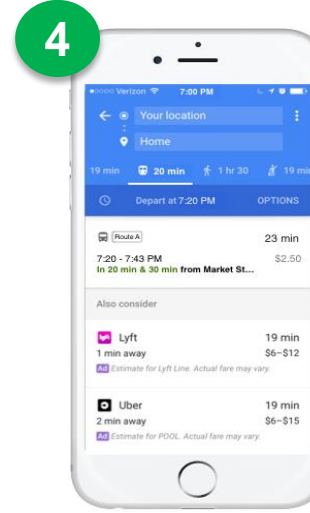 4
Verizon 7:00 PM
Your location
Home
19 min 20 min 1 hr 30 19 min
Depart at 7:20 PM OPTIONS
Route A 23 min
7:20 - 7:43 PM $2.50
In 20 min & 30 min from Market St...
Also consider
Lyft 19 min
1 min away $6–$12
Ad Estimate for Lyft Line. Actual fare may vary.
Uber 19 min
2 min away $6–$15
Ad Estimate for POOL. Actual fare may vary.